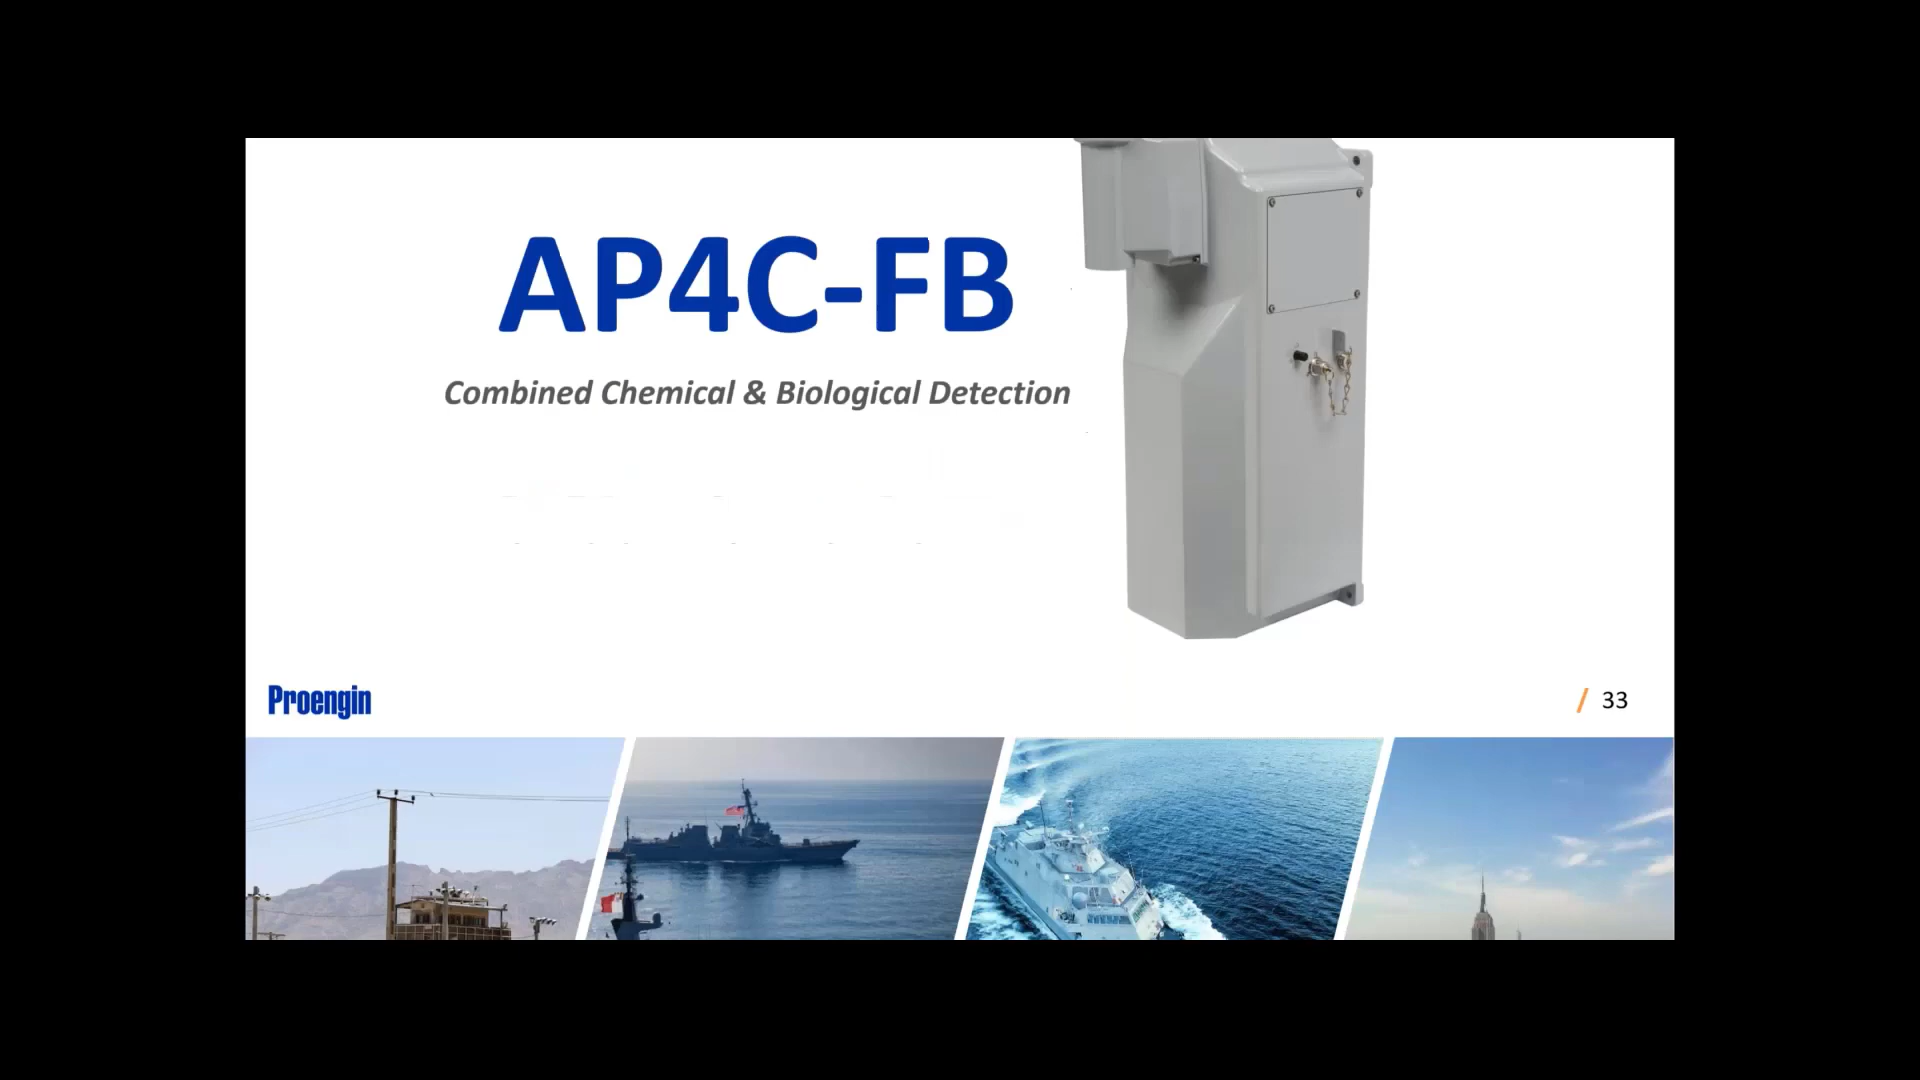 AP4C-FB
Combined Chemical & Biological Detection
Proengin
/ 33